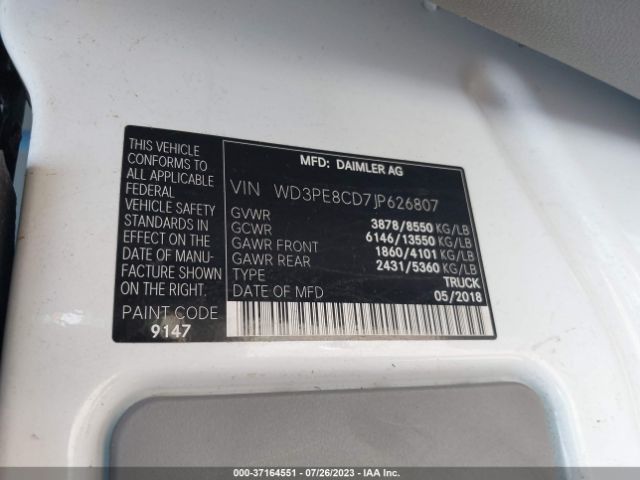 THIS VEHICLE
CONFORMS TO
ALL APPLICABLE
FEDERAL
VEHICLE SAFETY
STANDARDS IN
EFFECT ON THE
DATE OF MANU-
FACTURE SHOWN
ON THE RIGHT.
PAINT CODE
9147
MFD: DAIMLER AG
VIN WD3PE8CD7JP626807
GVWR 3878/8550 KG/LB
GCWR 6146/13550 KG/LB
GAWR FRONT 1860/4101 KG/LB
GAWR REAR 2431/5360 KG/LB
TYPE TRUCK
DATE OF MFD 05/2018
000-37164551 | 07/26/2023 | IAA Inc.